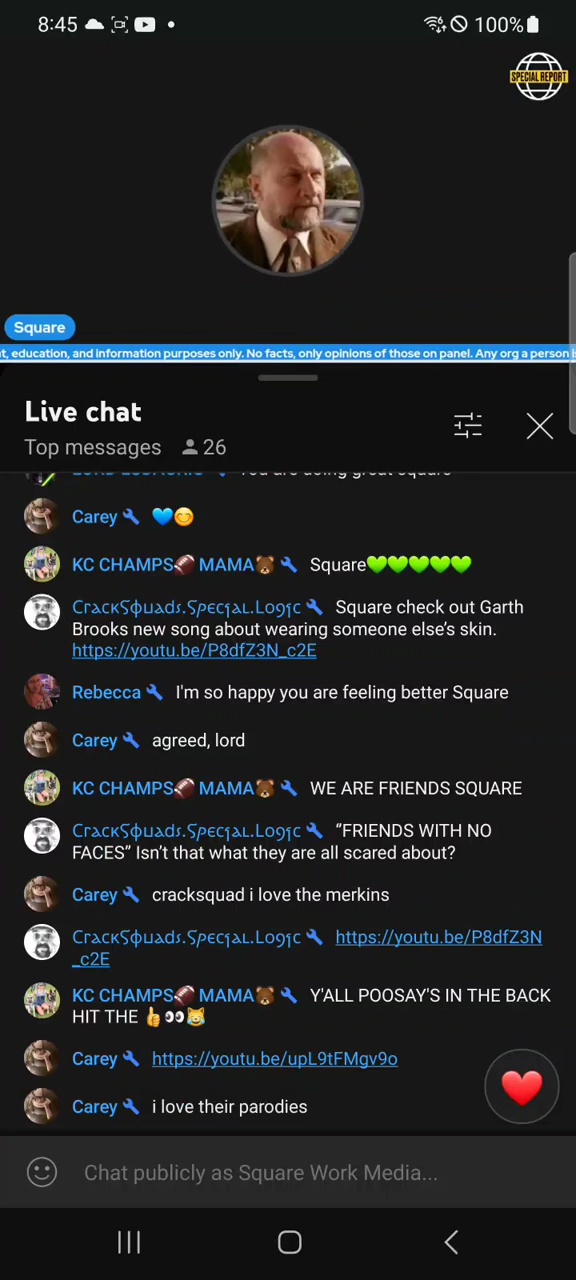 8:45
100%
SPECIAL REPORT
Square
t, education, and information purposes only. No facts, only opinions of those on panel. Any org a person is
Live chat
Top messages 26
You are doing great square
Carey 💙😊
KC CHAMPS🏈 MAMA🐻 Square💚💚💚💚💚
CrackSquads.Special.Logic Square check out Garth
Brooks new song about wearing someone else’s skin.
https://youtu.be/P8dfZ3N_c2E
Rebecca I'm so happy you are feeling better Square
Carey agreed, lord
KC CHAMPS🏈 MAMA🐻 WE ARE FRIENDS SQUARE
CrackSquads.Special.Logic “FRIENDS WITH NO
FACES” Isn’t that what they are all scared about?
Carey cracksquad i love the merkins
CrackSquads.Special.Logic https://youtu.be/P8dfZ3N
_c2E
KC CHAMPS🏈 MAMA🐻 Y'ALL POOSAY'S IN THE BACK
HIT THE 👍👀😹
Carey https://youtu.be/upL9tFMgv9o
Carey i love their parodies
Chat publicly as Square Work Media...